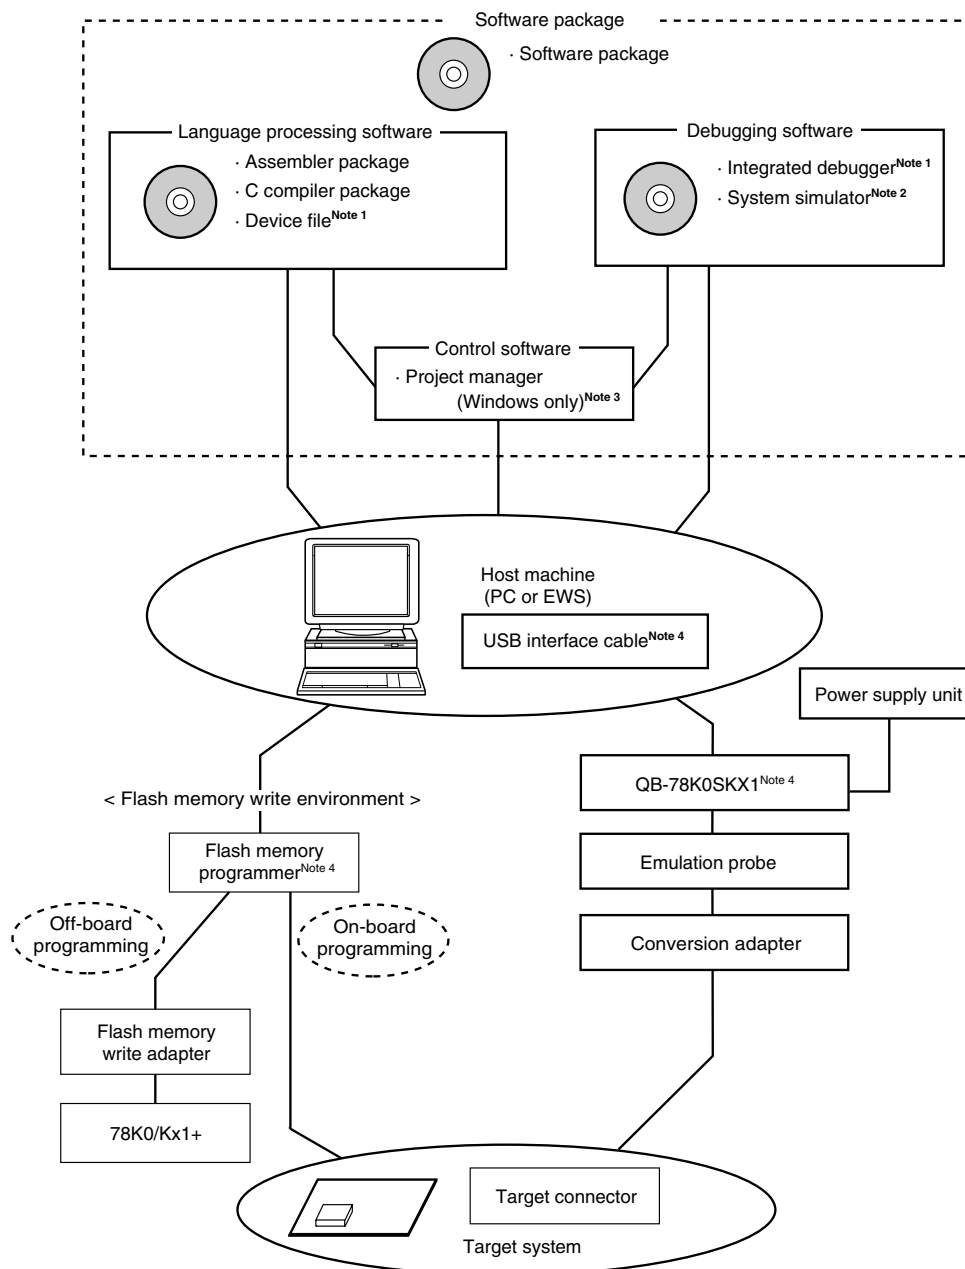 Software package
· Software package
Language processing software
· Assembler package
· C compiler package
· Device fileNote 1
Debugging software
· Integrated debuggerNote 1
· System simulatorNote 2
Control software
· Project manager
(Windows only)Note 3
Host machine
(PC or EWS)
USB interface cableNote 4
Power supply unit
QB-78K0SKX1Note 4
< Flash memory write environment >
Flash memory
programmerNote 4
Emulation probe
Off-board
programming
On-board
programming
Conversion adapter
Flash memory
write adapter
78K0/Kx1+
Target connector
Target system